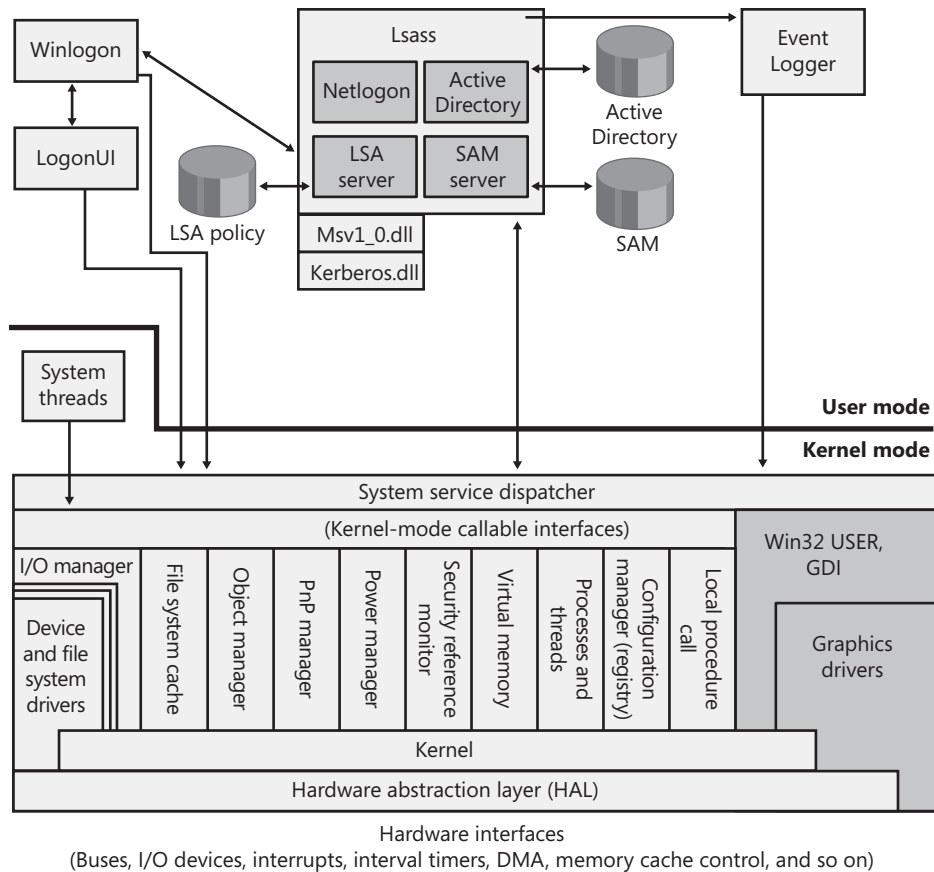 Winlogon
LogonUI
Lsass
Netlogon
Active
Directory
LSA
server
SAM
server
Msv1_0.dll
Kerberos.dll
LSA policy
Active
Directory
SAM
Event
Logger
System
threads
User mode
Kernel mode
System service dispatcher
(Kernel-mode callable interfaces)
I/O manager
Device
and file
system
drivers
File system cache
Object manager
PnP manager
Power manager
Security reference
monitor
Virtual memory
Processes and
threads
Configuration
manager (registry)
Local procedure
call
Win32 USER,
GDI
Graphics
drivers
Kernel
Hardware abstraction layer (HAL)
Hardware interfaces
(Buses, I/O devices, interrupts, interval timers, DMA, memory cache control, and so on)